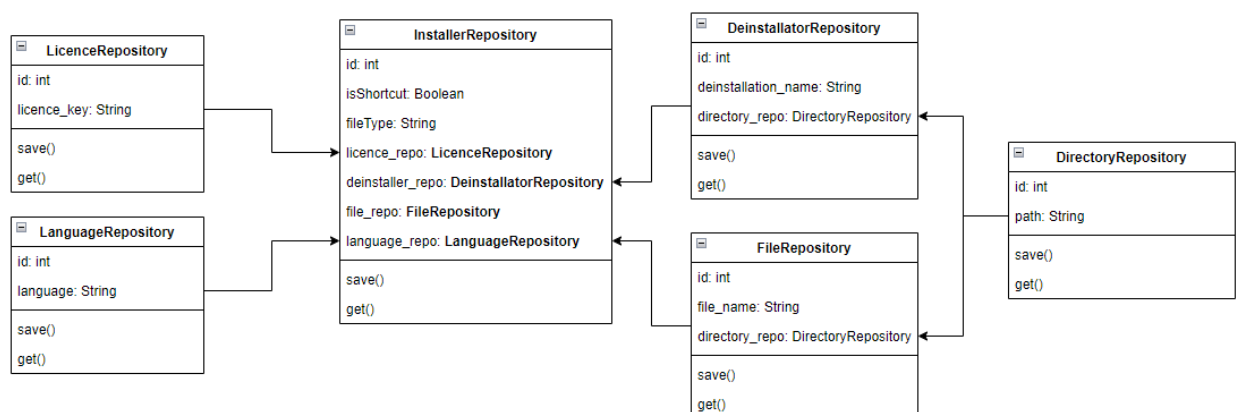 LicenceRepository
id: int
licence_key: String
save()
get()
LanguageRepository
id: int
language: String
save()
get()
InstallerRepository
id: int
isShortcut: Boolean
fileType: String
licence_repo: LicenceRepository
deinstaller_repo: DeinstallatorRepository
file_repo: FileRepository
language_repo: LanguageRepository
save()
get()
DeinstallatorRepository
id: int
deinstallation_name: String
directory_repo: DirectoryRepository
save()
get()
FileRepository
id: int
file_name: String
directory_repo: DirectoryRepository
save()
get()
DirectoryRepository
id: int
path: String
save()
get()